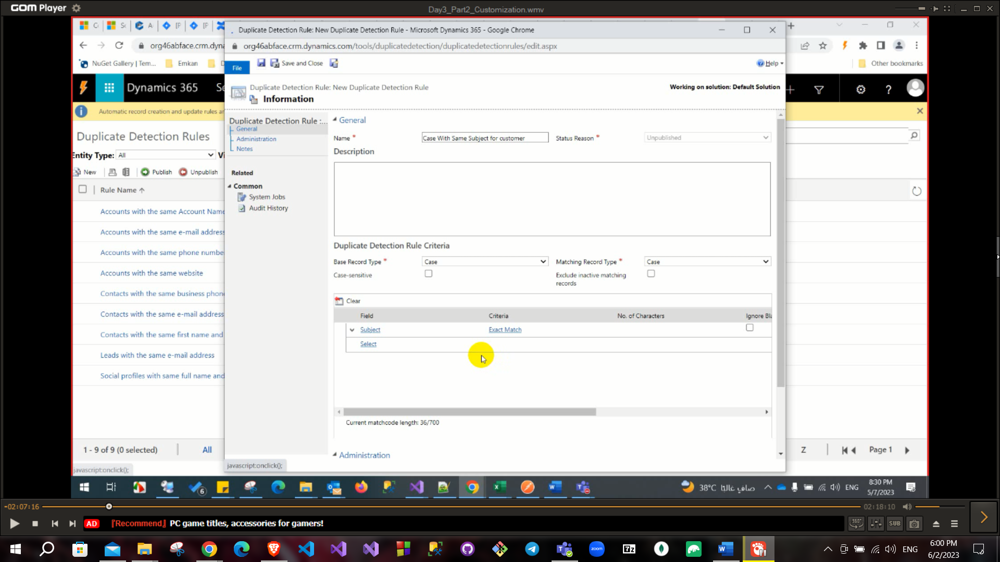 GOM Player
Day3_Part2_Customization.wmv
Duplicate Detection Rule: New Duplicate Detection Rule - Microsoft Dynamics 365 - Google Chrome
org46abface.crm.dyna
org46abface.crm.dynamics.com/tools/duplicatedetection/duplicatedetectionrules/edit.aspx
NuGet Gallery | Tem...
Emkan
Other bookmarks
File
Save and Close
Help
Dynamics 365
Se
Duplicate Detection Rule: New Duplicate Detection Rule
Information
Working on solution: Default Solution
Automatic record creation and update rules ar
Duplicate Detection Rules
Entity Type: All
Vi
New
Publish
Unpublish
Rule Name
Accounts with the same Account Name
Accounts with the same e-mail address
Accounts with the same phone numbe
Accounts with the same website
Contacts with the same business phone
Contacts with the same e-mail address
Contacts with the same first name and
Leads with the same e-mail address
Social profiles with same full name and
1 - 9 of 9 (0 selected)
All
Z
Page 1
javascript:onclick();
Duplicate Detection Rule :...
General
Administration
Notes
Related
Common
System Jobs
Audit History
General
Name *
Case With Same Subject for customer
Status Reason *
Unpublished
Description
Duplicate Detection Rule Criteria
Base Record Type *
Case
Matching Record Type *
Case
Case-sensitive
Exclude inactive matching
records
Clear
Field
Criteria
No. of Characters
Ignore Bla
Subject
Exact Match
Select
Current matchcode length: 36/700
Administration
javascript:onclick();
6
38°C صافٍ غالبًا
ENG
8:30 PM
5/7/2023
-02:07:16
02:18:10
AD
『Recommend』 PC game titles, accessories for gamers!
360°
SUB
zoom
7z
ENG
6:00 PM
6/2/2023